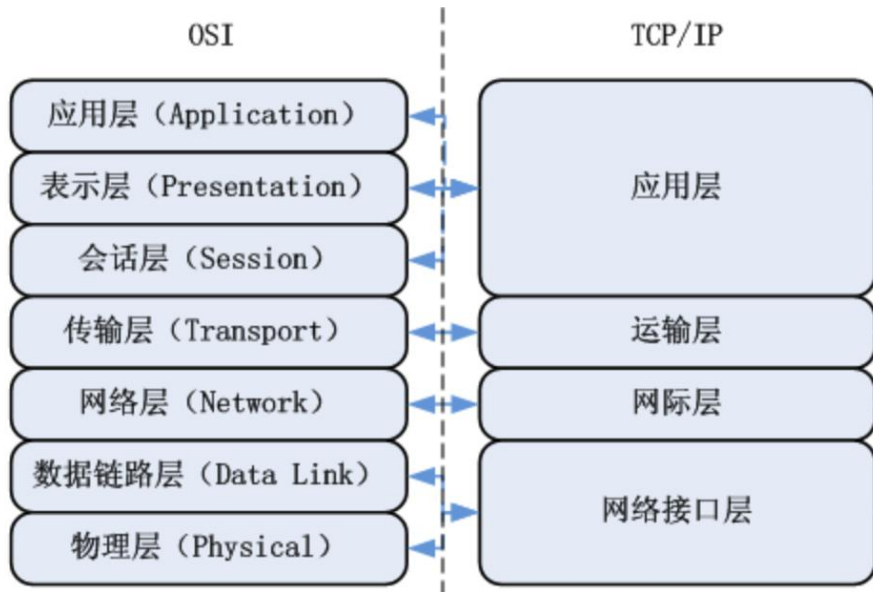 OSI
TCP/IP
应用层（Application）
表示层（Presentation）
会话层（Session）
传输层（Transport）
网络层（Network）
数据链路层（Data Link）
物理层（Physical）
应用层
运输层
网际层
网络接口层